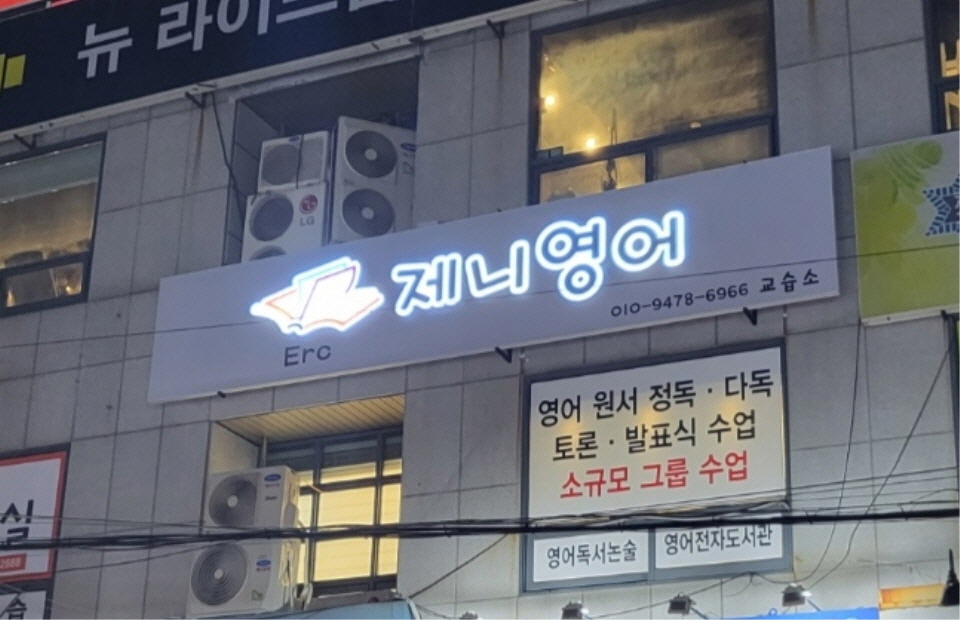 뉴 라이프
LG
제니영어
010-9478-6966 교습소
Erc
영어 원서 정독 · 다독
토론 · 발표식 수업
소규모 그룹 수업
영어독서논술
영어전자도서관
실
습